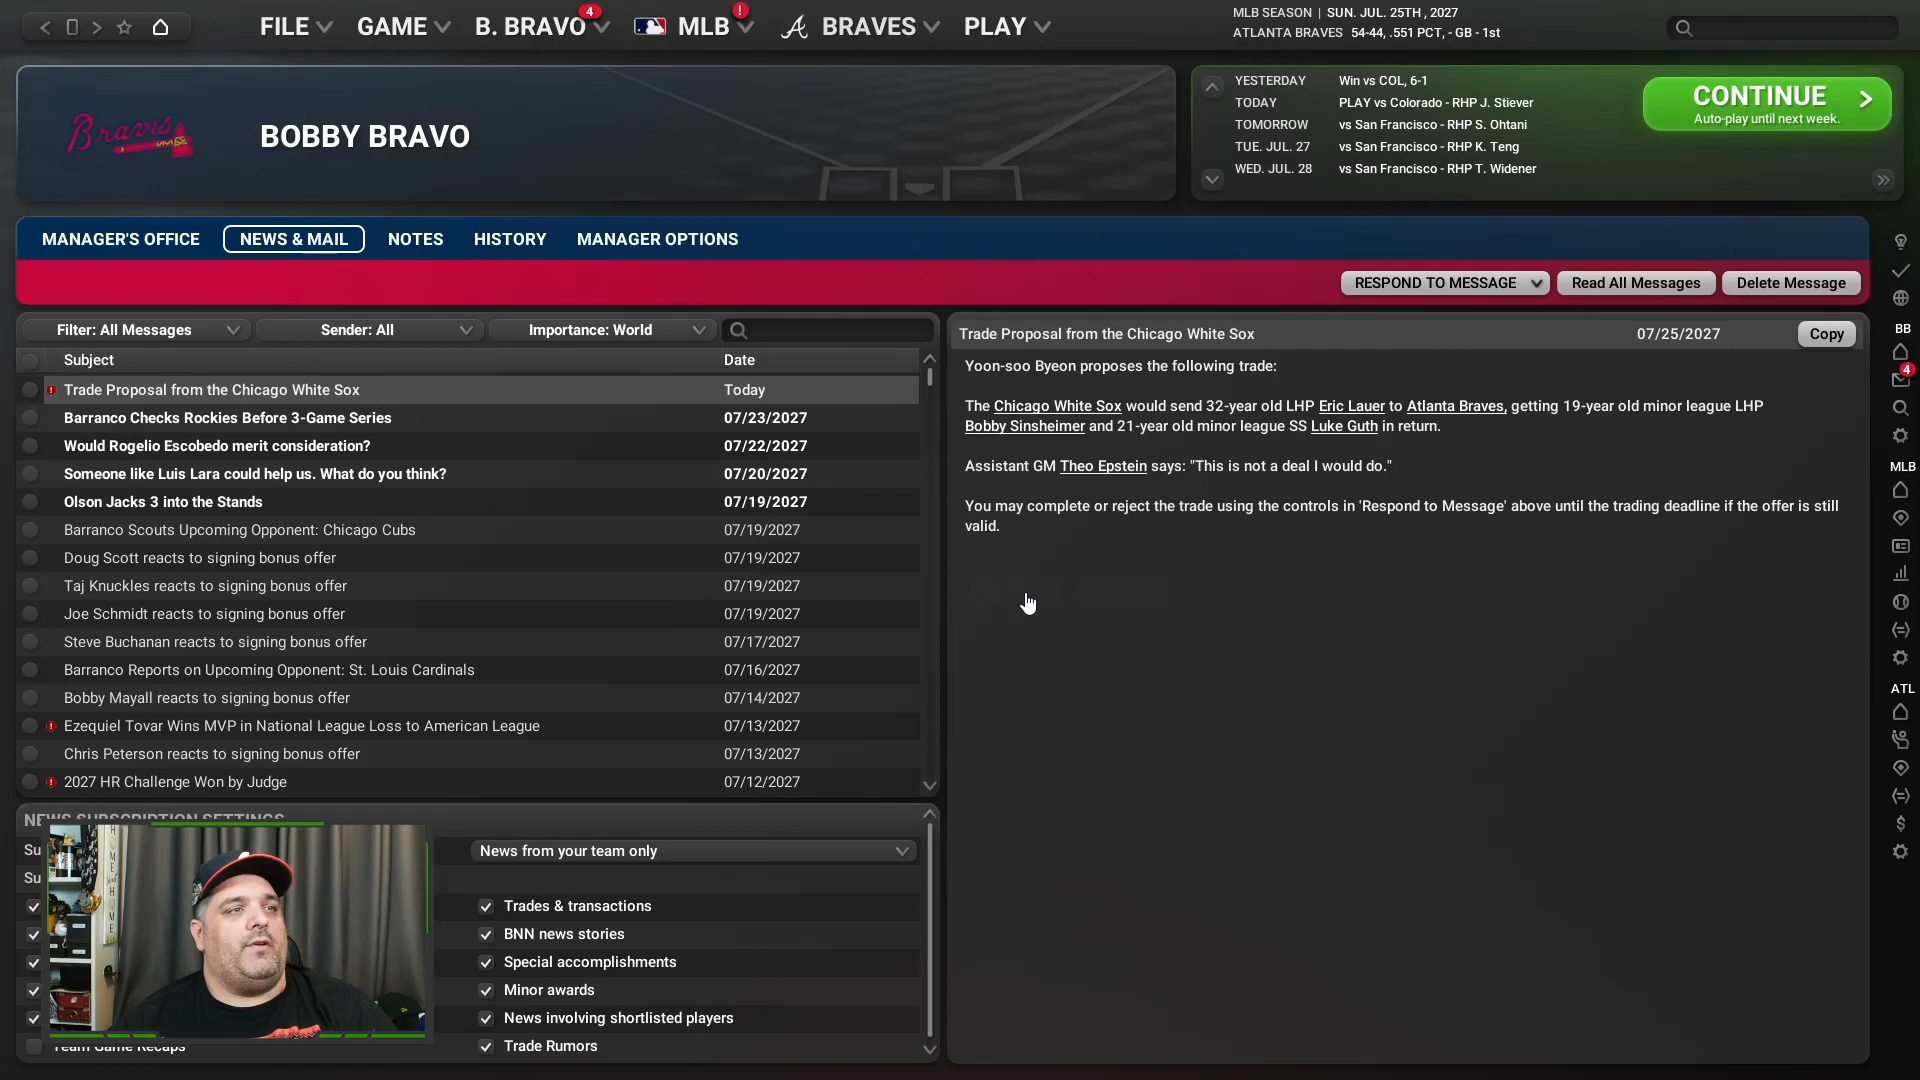 FILE GAME B. BRAVO 4 MLB ! BRAVES PLAY
MLB SEASON | SUN. JUL. 25TH , 2027
ATLANTA BRAVES 54-44, .551 PCT, - GB - 1st
Braves
BOBBY BRAVO
YESTERDAY Win vs COL, 6-1
TODAY PLAY vs Colorado - RHP J. Stiever
TOMORROW vs San Francisco - RHP S. Ohtani
TUE. JUL. 27 vs San Francisco - RHP K. Teng
WED. JUL. 28 vs San Francisco - RHP T. Widener
CONTINUE
Auto-play until next week.
MANAGER'S OFFICE NEWS & MAIL NOTES HISTORY MANAGER OPTIONS
RESPOND TO MESSAGE Read All Messages Delete Message
Filter: All Messages Sender: All Importance: World
Subject Date
Trade Proposal from the Chicago White Sox Today
Barranco Checks Rockies Before 3-Game Series 07/23/2027
Would Rogelio Escobedo merit consideration? 07/22/2027
Someone like Luis Lara could help us. What do you think? 07/20/2027
Olson Jacks 3 into the Stands 07/19/2027
Barranco Scouts Upcoming Opponent: Chicago Cubs 07/19/2027
Doug Scott reacts to signing bonus offer 07/19/2027
Taj Knuckles reacts to signing bonus offer 07/19/2027
Joe Schmidt reacts to signing bonus offer 07/19/2027
Steve Buchanan reacts to signing bonus offer 07/17/2027
Barranco Reports on Upcoming Opponent: St. Louis Cardinals 07/16/2027
Bobby Mayall reacts to signing bonus offer 07/14/2027
Ezequiel Tovar Wins MVP in National League Loss to American League 07/13/2027
Chris Peterson reacts to signing bonus offer 07/13/2027
2027 HR Challenge Won by Judge 07/12/2027
Trade Proposal from the Chicago White Sox 07/25/2027 Copy
Yoon-soo Byeon proposes the following trade:
The Chicago White Sox would send 32-year old LHP Eric Lauer to Atlanta Braves, getting 19-year old minor league LHP
Bobby Sinsheimer and 21-year old minor league SS Luke Guth in return.
Assistant GM Theo Epstein says: "This is not a deal I would do."
You may complete or reject the trade using the controls in 'Respond to Message' above until the trading deadline if the offer is still
valid.
NEWS SUBSCRIPTION SETTINGS
Su News from your team only
Su
Trades & transactions
BNN news stories
Special accomplishments
Minor awards
News involving shortlisted players
Team Game Recaps Trade Rumors
BB
4
MLB
ATL